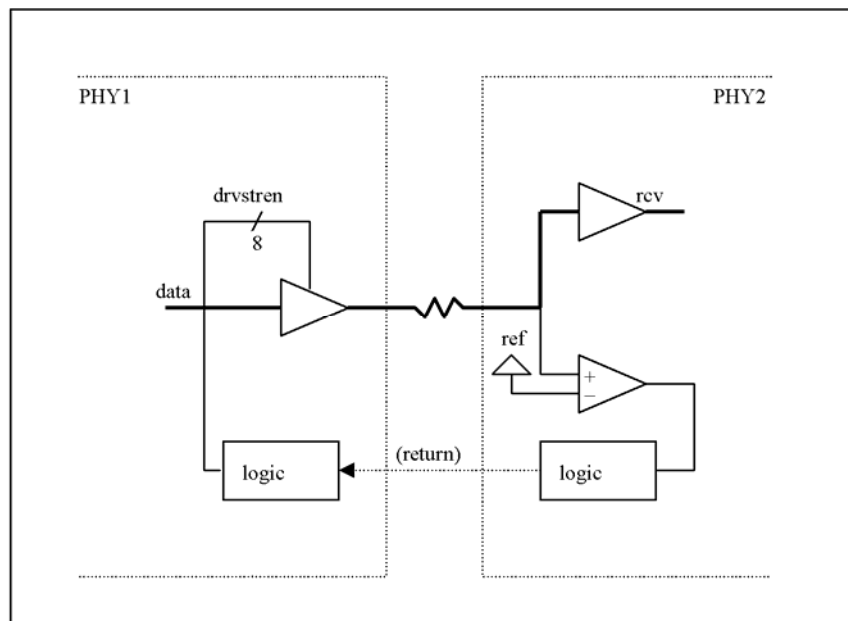 PHY1
PHY2
drvstren
8
rcv
data
ref
+
−
(return)
logic
logic